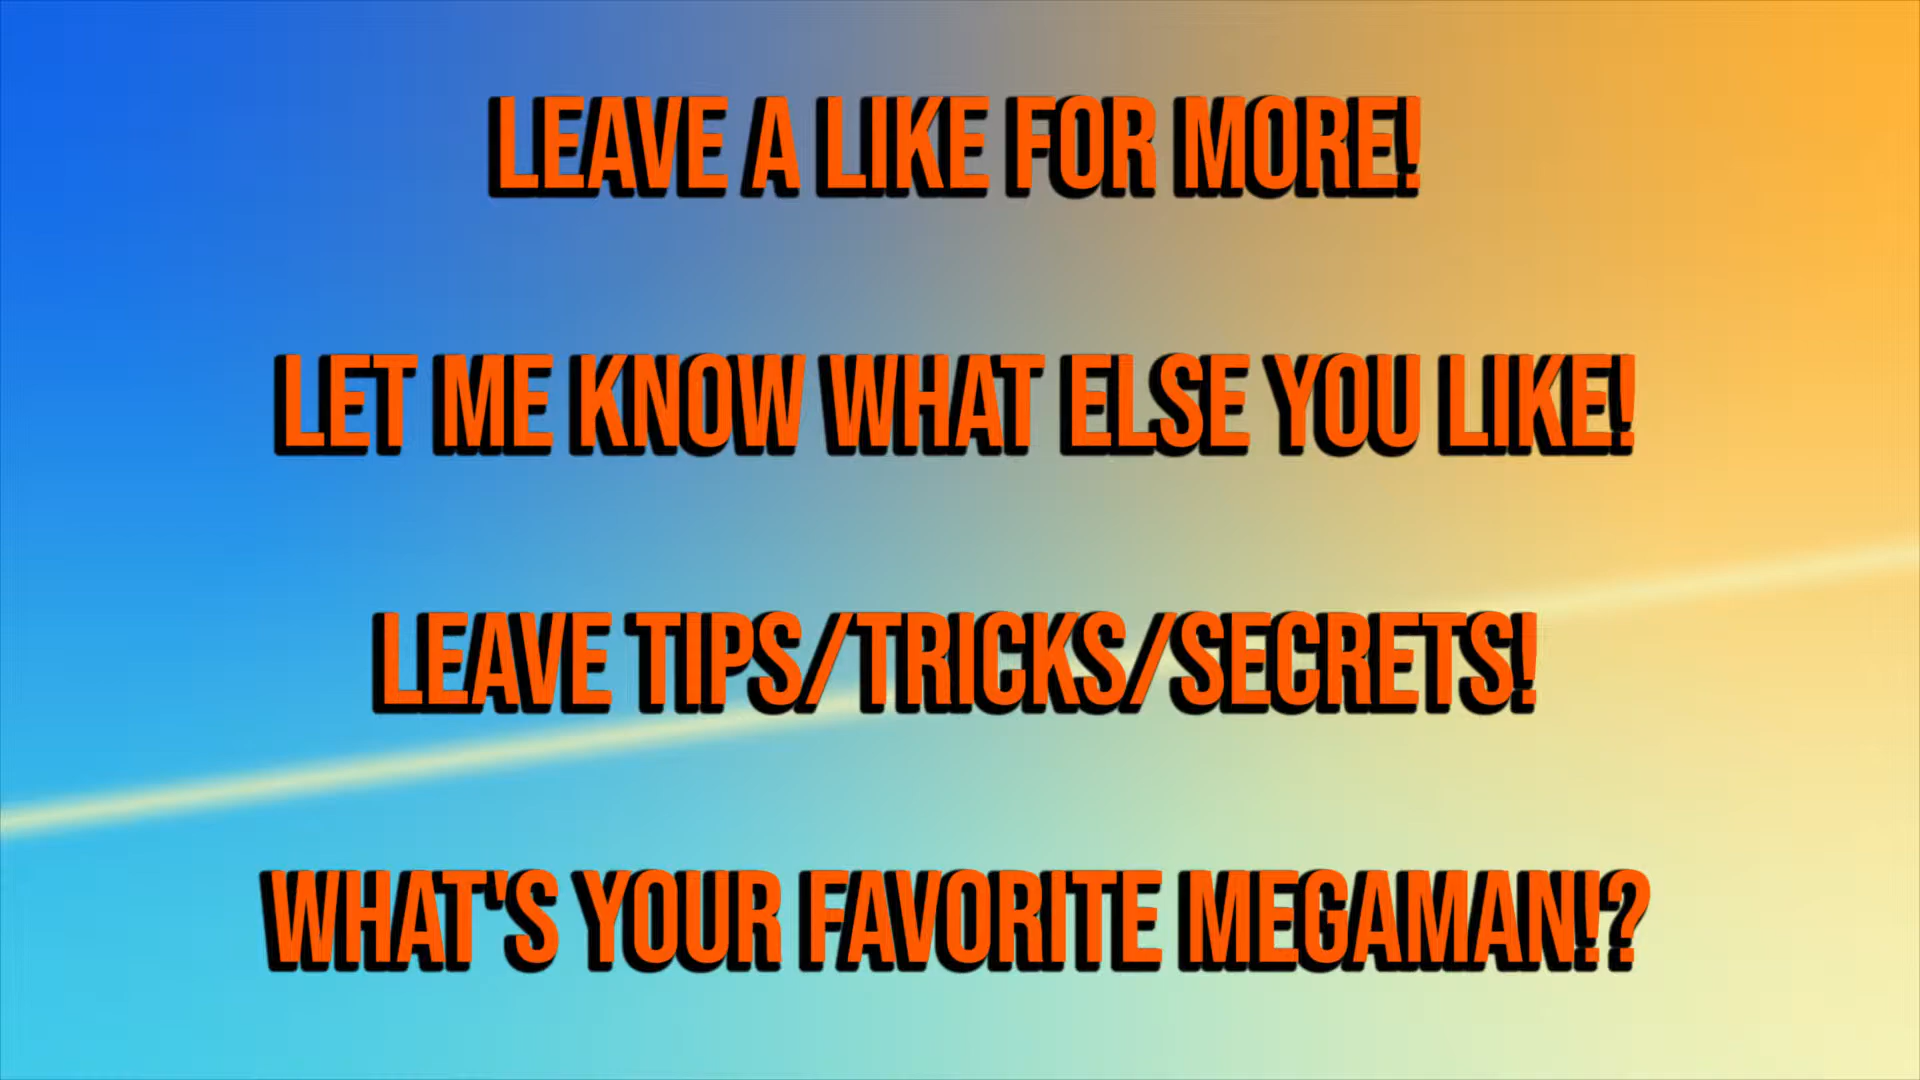 LEAVE A LIKE FOR MORE!
LET ME KNOW WHAT ELSE YOU LIKE!
LEAVE TIPS/TRICKS/SECRETS!
WHAT'S YOUR FAVORITE MEGAMAN!?